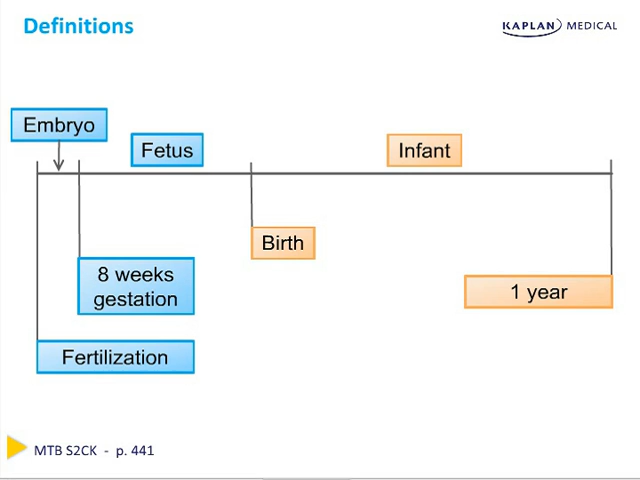 Definitions
KAPLAN MEDICAL
Embryo
Fetus
Infant
Birth
8 weeks
gestation
1 year
Fertilization
MTB S2CK - p. 441